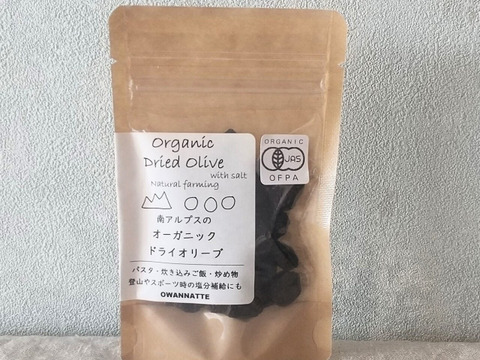 Organic
Dried Olive
with salt
Natural farming
南アルプスの
オーガニック
ドライオリーブ
パスタ・炊き込みご飯・炒め物
登山やスポーツ時の塩分補給にも
OWANNATTE
ORGANIC
JAS
OFPA